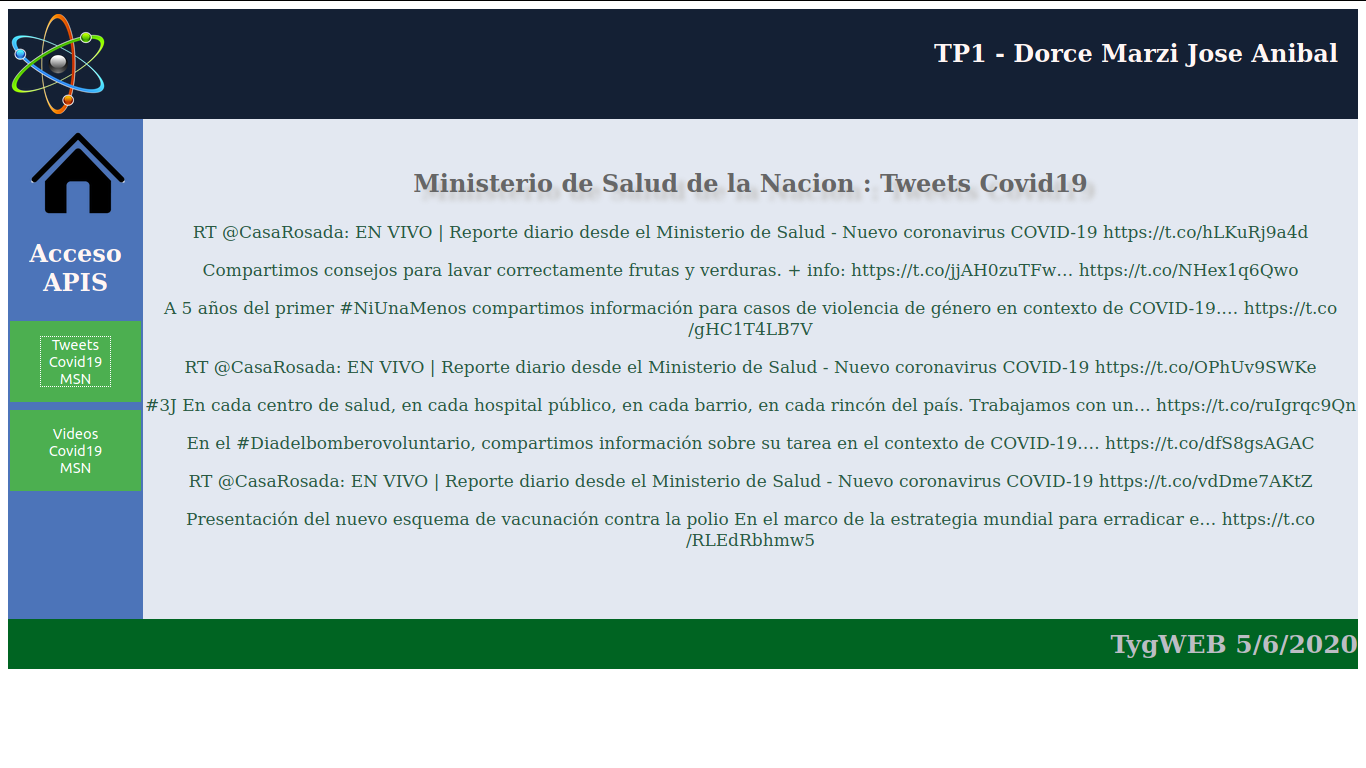 TP1 - Dorce Marzi Jose Anibal
Acceso
APIS
Tweets
Covid19
MSN
Videos
Covid19
MSN
Ministerio de Salud de la Nacion : Tweets Covid19
RT @CasaRosada: EN VIVO | Reporte diario desde el Ministerio de Salud - Nuevo coronavirus COVID-19 https://t.co/hLKuRj9a4d
Compartimos consejos para lavar correctamente frutas y verduras. + info: https://t.co/jjAH0zuTFw… https://t.co/NHex1q6Qwo
A 5 años del primer #NiUnaMenos compartimos información para casos de violencia de género en contexto de COVID-19.… https://t.co
/gHC1T4LB7V
RT @CasaRosada: EN VIVO | Reporte diario desde el Ministerio de Salud - Nuevo coronavirus COVID-19 https://t.co/OPhUv9SWKe
#3J En cada centro de salud, en cada hospital público, en cada barrio, en cada rincón del país. Trabajamos con un… https://t.co/ruIgrqc9Qn
En el #Diadelbomberovoluntario, compartimos información sobre su tarea en el contexto de COVID-19.… https://t.co/dfS8gsAGAC
RT @CasaRosada: EN VIVO | Reporte diario desde el Ministerio de Salud - Nuevo coronavirus COVID-19 https://t.co/vdDme7AKtZ
Presentación del nuevo esquema de vacunación contra la polio En el marco de la estrategia mundial para erradicar e… https://t.co
/RLEdRbhmw5
TygWEB 5/6/2020